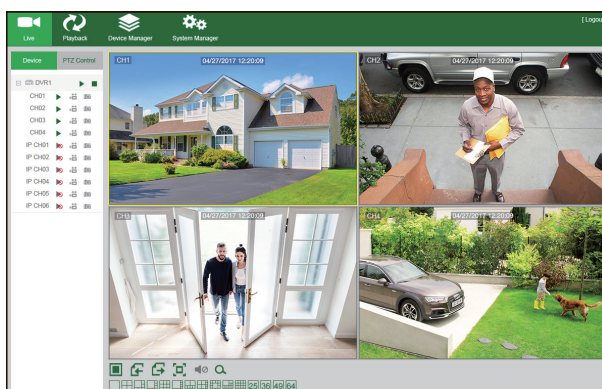 [ Logou
Live Playback Device Manager System Manager
Device PTZ Control
DVR1
CH01
CH02
CH03
CH04
IP CH01
IP CH02
IP CH03
IP CH04
IP CH05
IP CH06
CH1 04/27/2017 12:20:09
CH2 04/27/2017 12:20:09
CH3 04/27/2017 12:20:09
CH4 04/27/2017 12:20:09
25 36 49 64